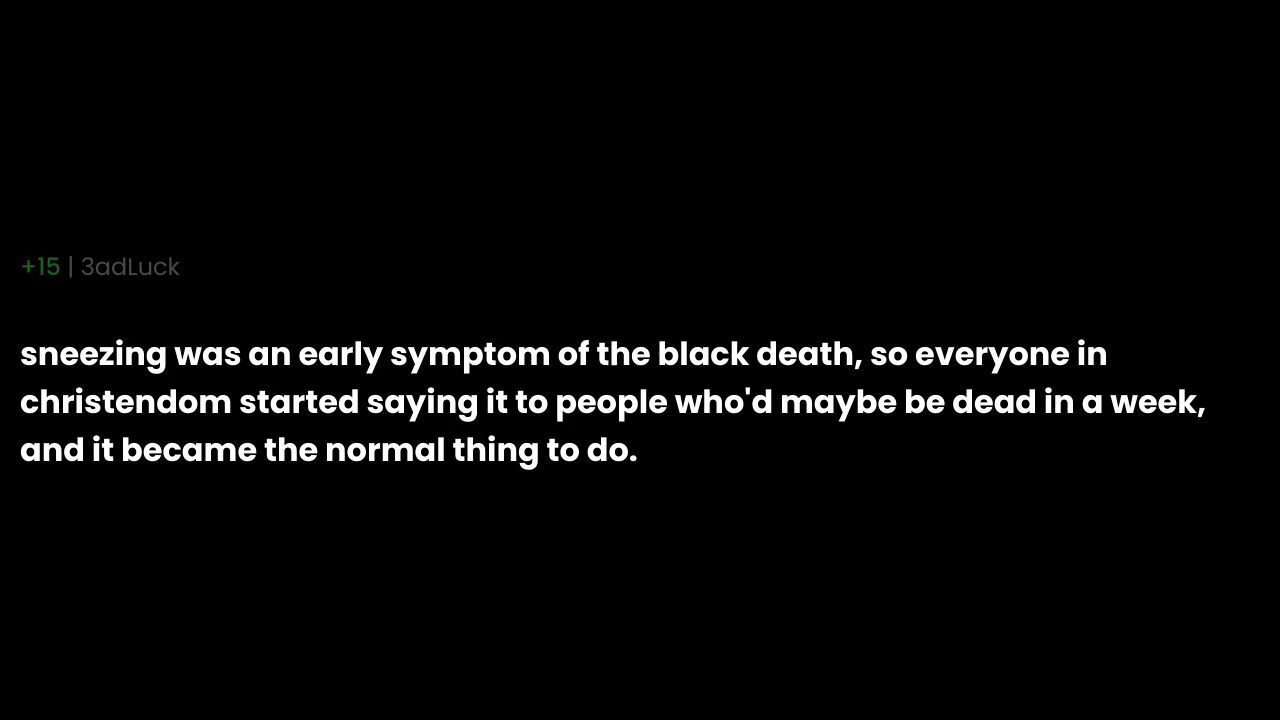 +15 | 3adLuck
sneezing was an early symptom of the black death, so everyone in
christendom started saying it to people who'd maybe be dead in a week,
and it became the normal thing to do.